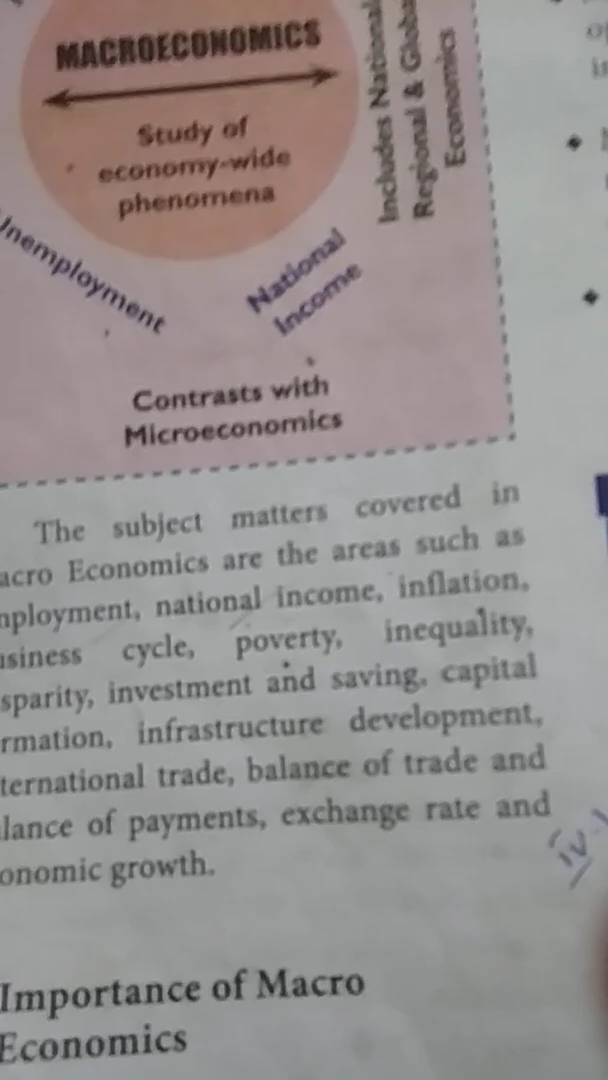 MACROECONOMICS
Study of
economy-wide
phenomena
Includes National
Regional & Global
Economics
Unemployment
National
Income
Contrasts with
Microeconomics
The subject matters covered in
acro Economics are the areas such as
nployment, national income, inflation,
usiness cycle, poverty, inequality,
sparity, investment and saving, capital
rmation, infrastructure development,
ternational trade, balance of trade and
lance of payments, exchange rate and
onomic growth.
Importance of Macro
Economics